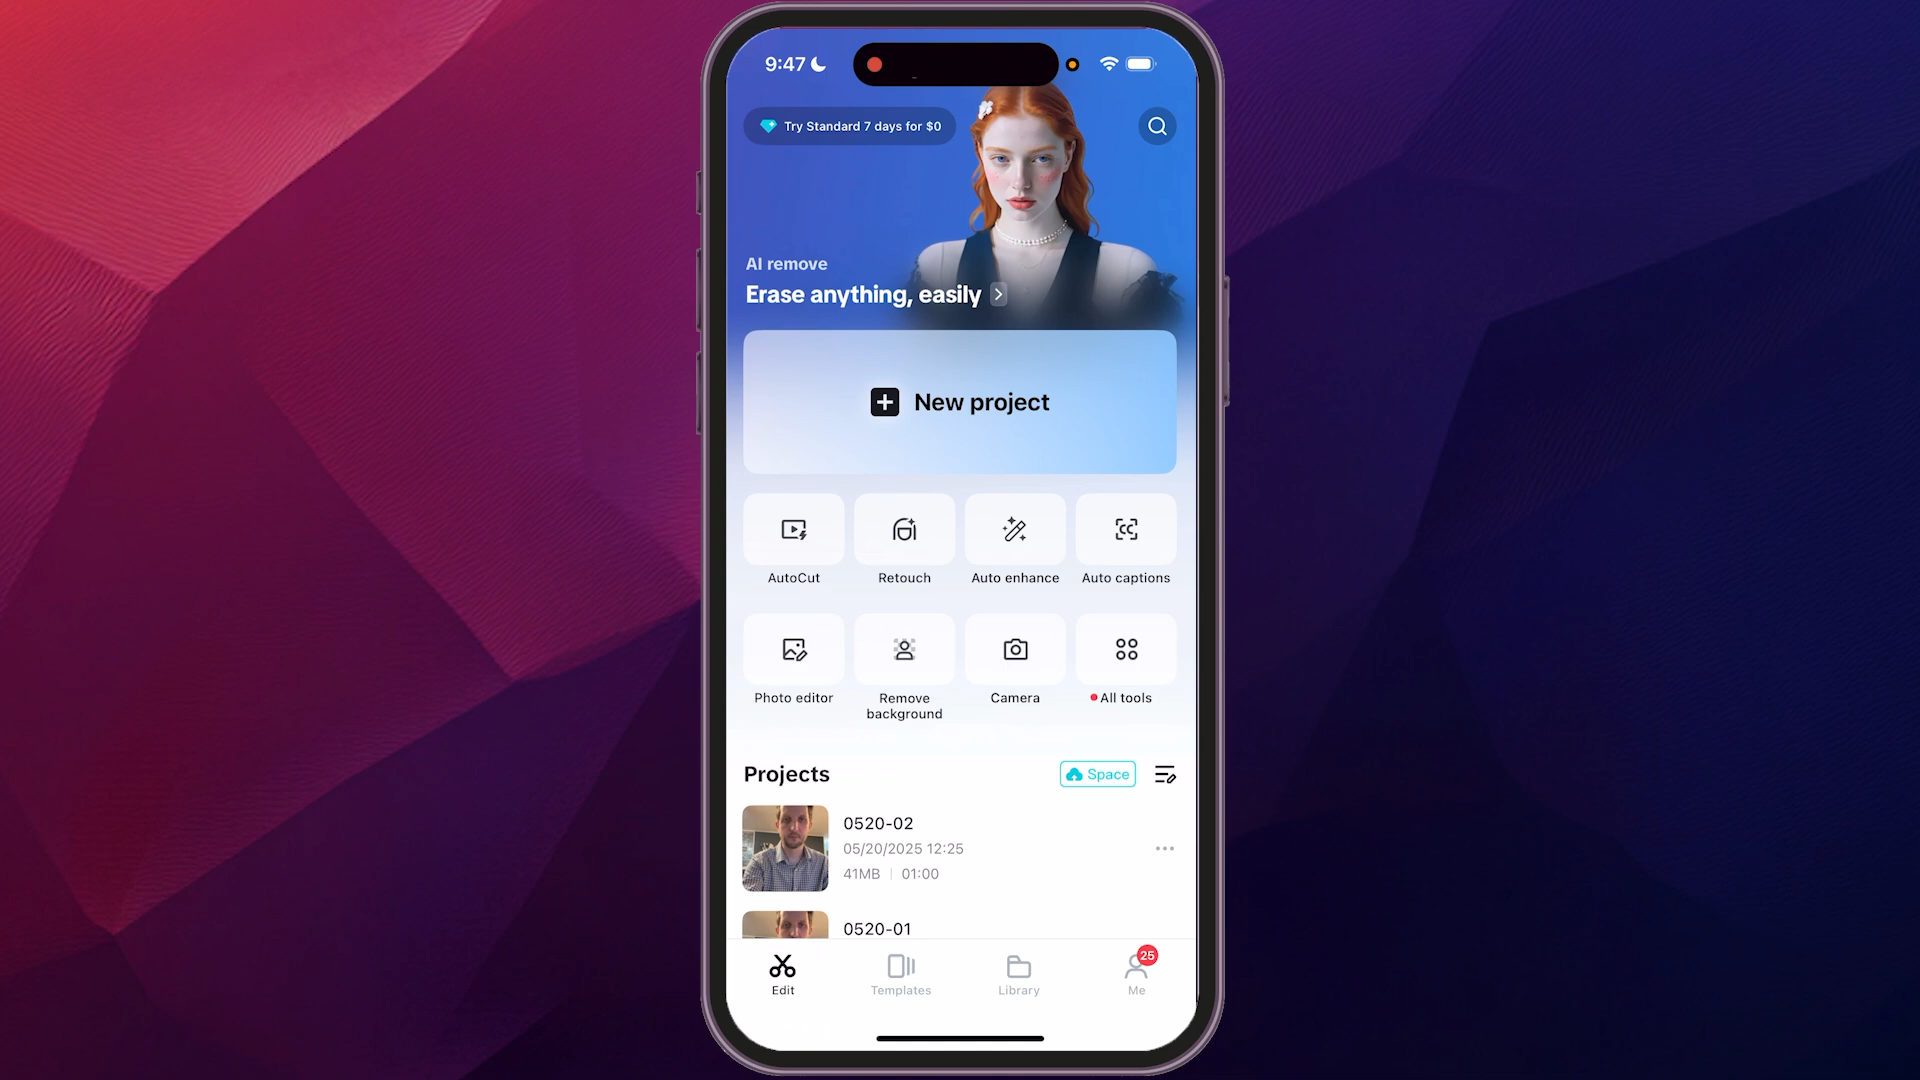 9:47
Try Standard 7 days for $0
AI remove
Erase anything, easily
New project
AutoCut
Retouch
Auto enhance
Auto captions
Photo editor
Remove background
Camera
All tools
Projects
Space
0520-02
05/20/2025 12:25
41MB | 01:00
0520-01
25
Edit
Templates
Library
Me